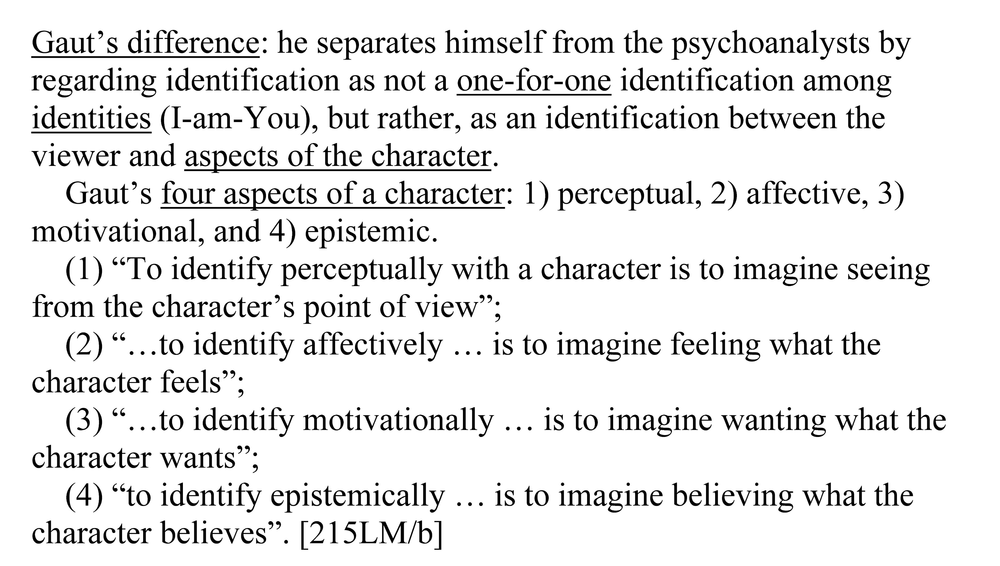 Gaut’s difference: he separates himself from the psychoanalysts by
regarding identification as not a one-for-one identification among
identities (I-am-You), but rather, as an identification between the
viewer and aspects of the character.
Gaut’s four aspects of a character: 1) perceptual, 2) affective, 3)
motivational, and 4) epistemic.
(1) “To identify perceptually with a character is to imagine seeing
from the character’s point of view”;
(2) “…to identify affectively … is to imagine feeling what the
character feels”;
(3) “…to identify motivationally … is to imagine wanting what the
character wants”;
(4) “to identify epistemically … is to imagine believing what the
character believes”. [215LM/b]